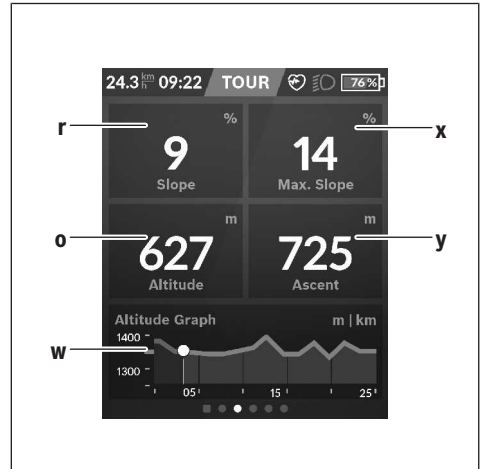 24.3 km/h 09:22 TOUR 76%
r % % x
9 14
Slope Max. Slope
o m m y
627 725
Altitude Ascent
Altitude Graph m | km
1400
w
1300
05' 15' 25'